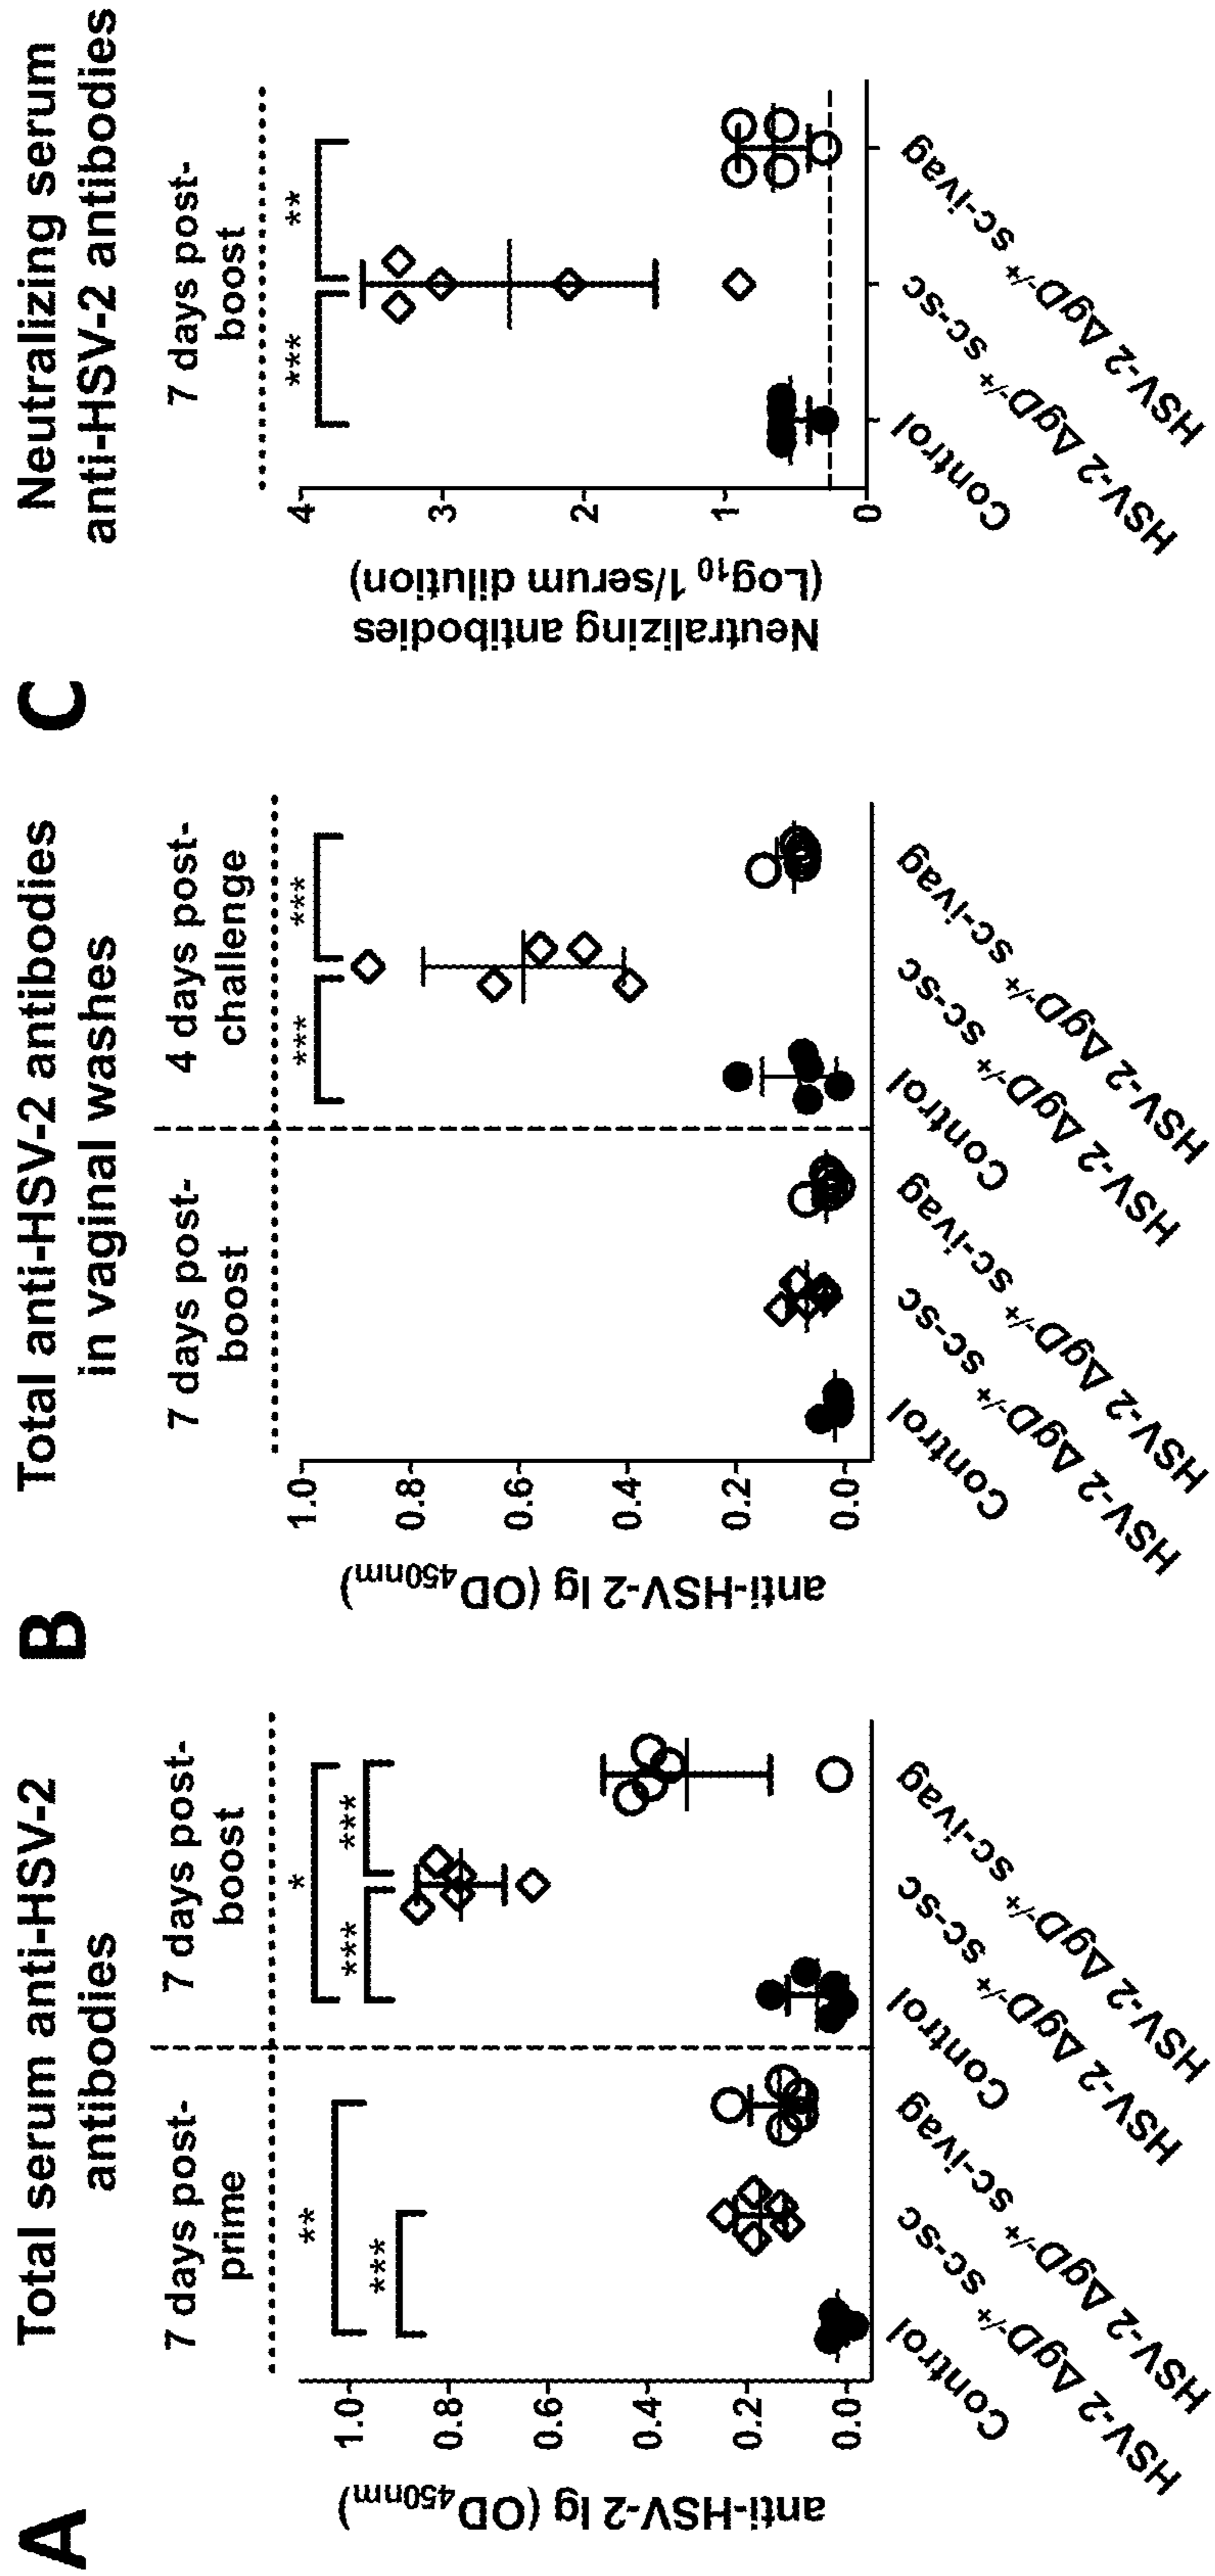 A
Total serum anti-HSV-2
antibodies
7 days post-
prime
7 days post-
boost
**
***
*
***
***
anti-HSV-2 Ig (OD450nm)
1.0
0.8
0.6
0.4
0.2
0.0
Control
HSV-2 ΔgD-/+ sc-sc
HSV-2 ΔgD-/+ sc-ivag
Control
HSV-2 ΔgD-/+ sc-sc
HSV-2 ΔgD-/+ sc-ivag
B
Total anti-HSV-2 antibodies
in vaginal washes
7 days post-
boost
4 days post-
challenge
***
***
anti-HSV-2 Ig (OD450nm)
1.0
0.8
0.6
0.4
0.2
0.0
Control
HSV-2 ΔgD-/+ sc-sc
HSV-2 ΔgD-/+ sc-ivag
Control
HSV-2 ΔgD-/+ sc-sc
HSV-2 ΔgD-/+ sc-ivag
C
Neutralizing serum
anti-HSV-2 antibodies
7 days post-
boost
***
**
Neutralizing antibodies
(Log10 1/serum dilution)
4
3
2
1
0
Control
HSV-2 ΔgD-/+ sc-sc
HSV-2 ΔgD-/+ sc-ivag